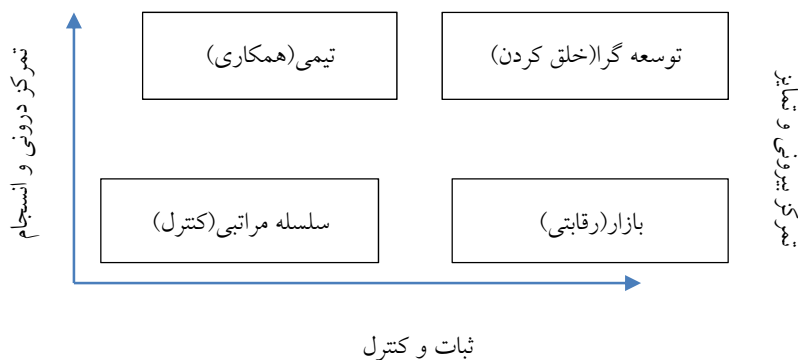 توسعه گرا(خلق کردن)
تیمی(همکاری)
تمرکز بیرونی و تمایز
تمرکز درونی و انسجام
بازار(رقابتی)
سلسله مراتبی(کنترل)
ثبات و کنترل